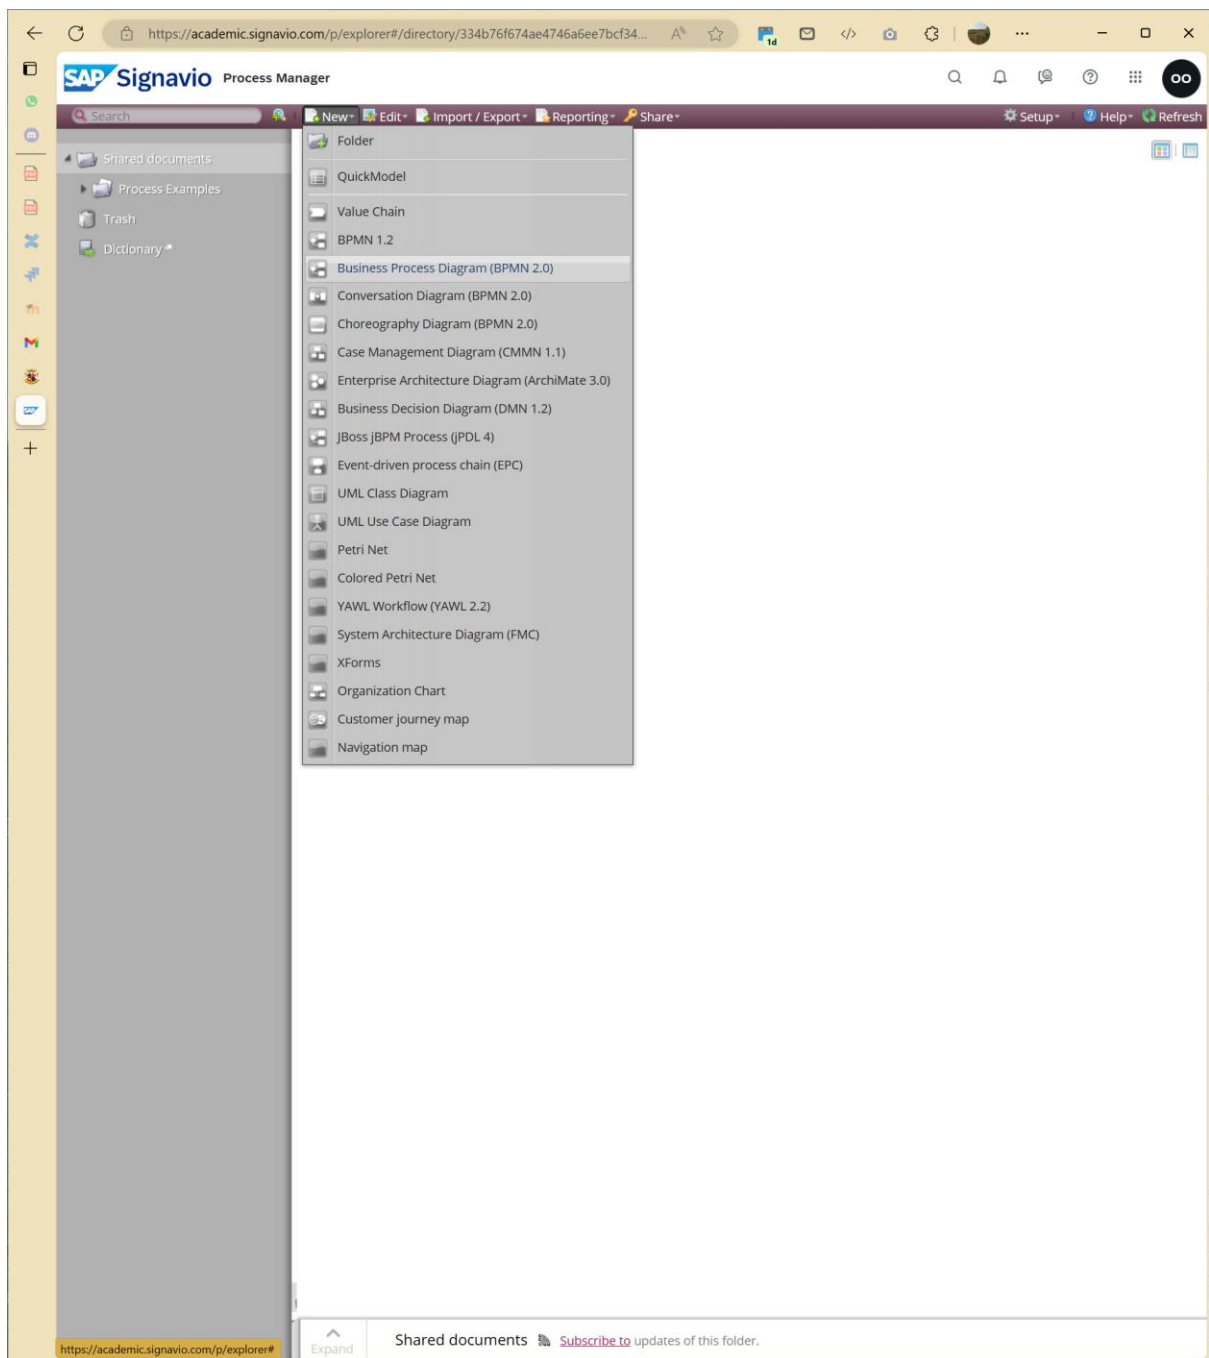 https://academic.signavio.com/p/explorer#/directory/334b76f674ae4746a6ee7bcf34...
1d
SAP Signavio Process Manager
OO
Search
New Edit Import / Export Reporting Share Setup Help Refresh
Shared documents
Process Examples
Trash
Dictionary
Folder
QuickModel
Value Chain
BPMN 1.2
Business Process Diagram (BPMN 2.0)
Conversation Diagram (BPMN 2.0)
Choreography Diagram (BPMN 2.0)
Case Management Diagram (CMMN 1.1)
Enterprise Architecture Diagram (ArchiMate 3.0)
Business Decision Diagram (DMN 1.2)
JBoss jBPM Process (jPDL 4)
Event-driven process chain (EPC)
UML Class Diagram
UML Use Case Diagram
Petri Net
Colored Petri Net
YAWL Workflow (YAWL 2.2)
System Architecture Diagram (FMC)
XForms
Organization Chart
Customer journey map
Navigation map
Expand
Shared documents Subscribe to updates of this folder.
https://academic.signavio.com/p/explorer#